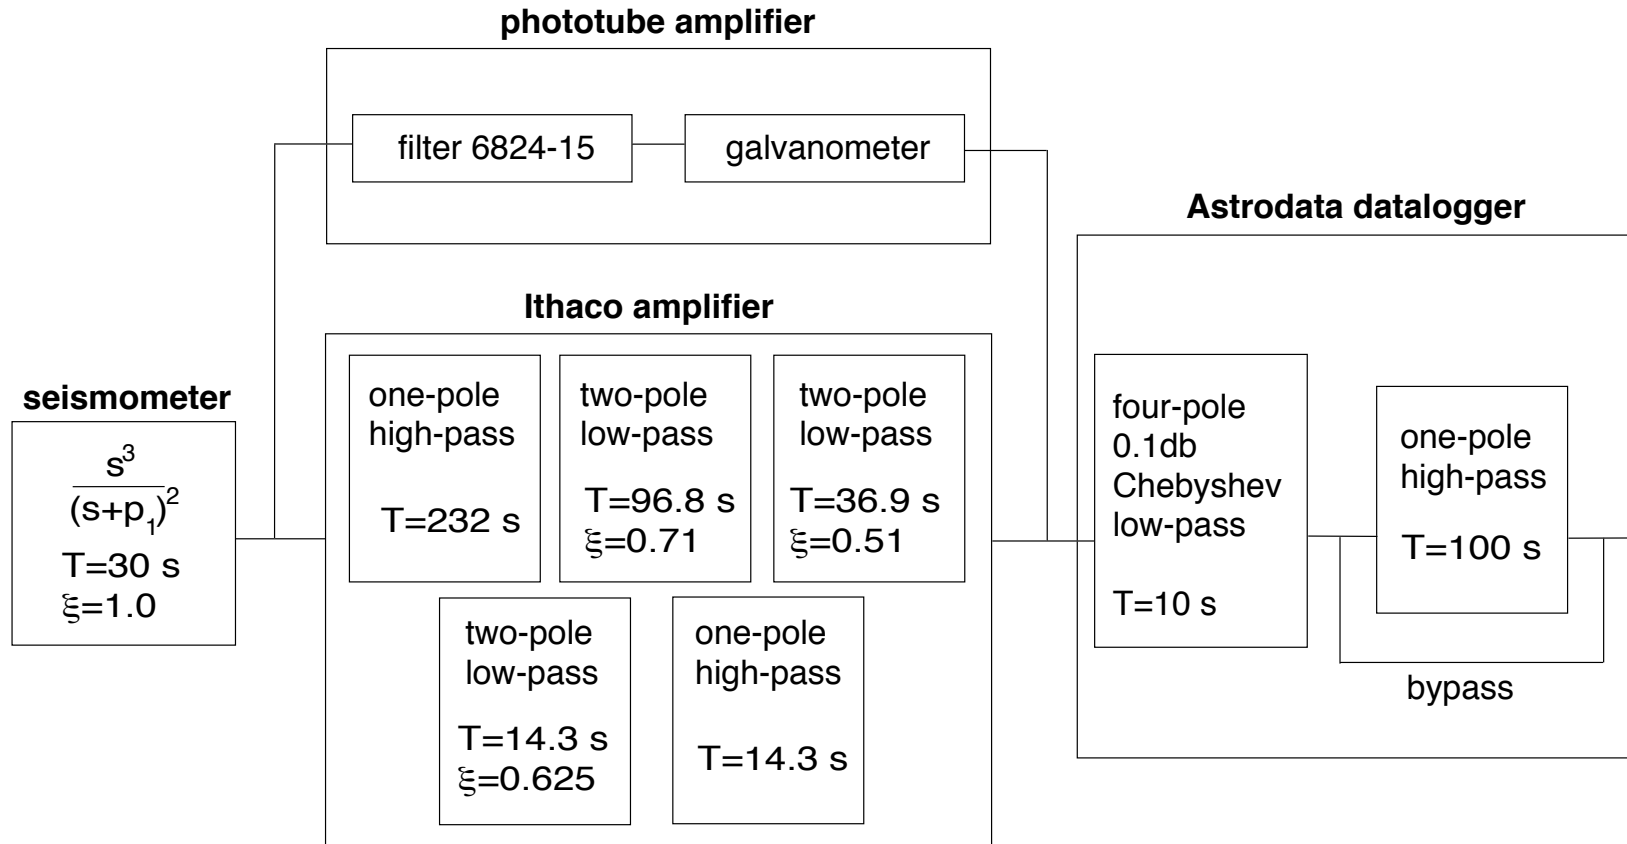 phototube amplifier
filter 6824-15
galvanometer
Astrodata datalogger
Ithaco amplifier
seismometer
s³
(s+p₁)²
T=30 s
ξ=1.0
one-pole
high-pass
T=232 s
two-pole
low-pass
T=96.8 s
ξ=0.71
two-pole
low-pass
T=36.9 s
ξ=0.51
two-pole
low-pass
T=14.3 s
ξ=0.625
one-pole
high-pass
T=14.3 s
four-pole
0.1db
Chebyshev
low-pass
T=10 s
one-pole
high-pass
T=100 s
bypass